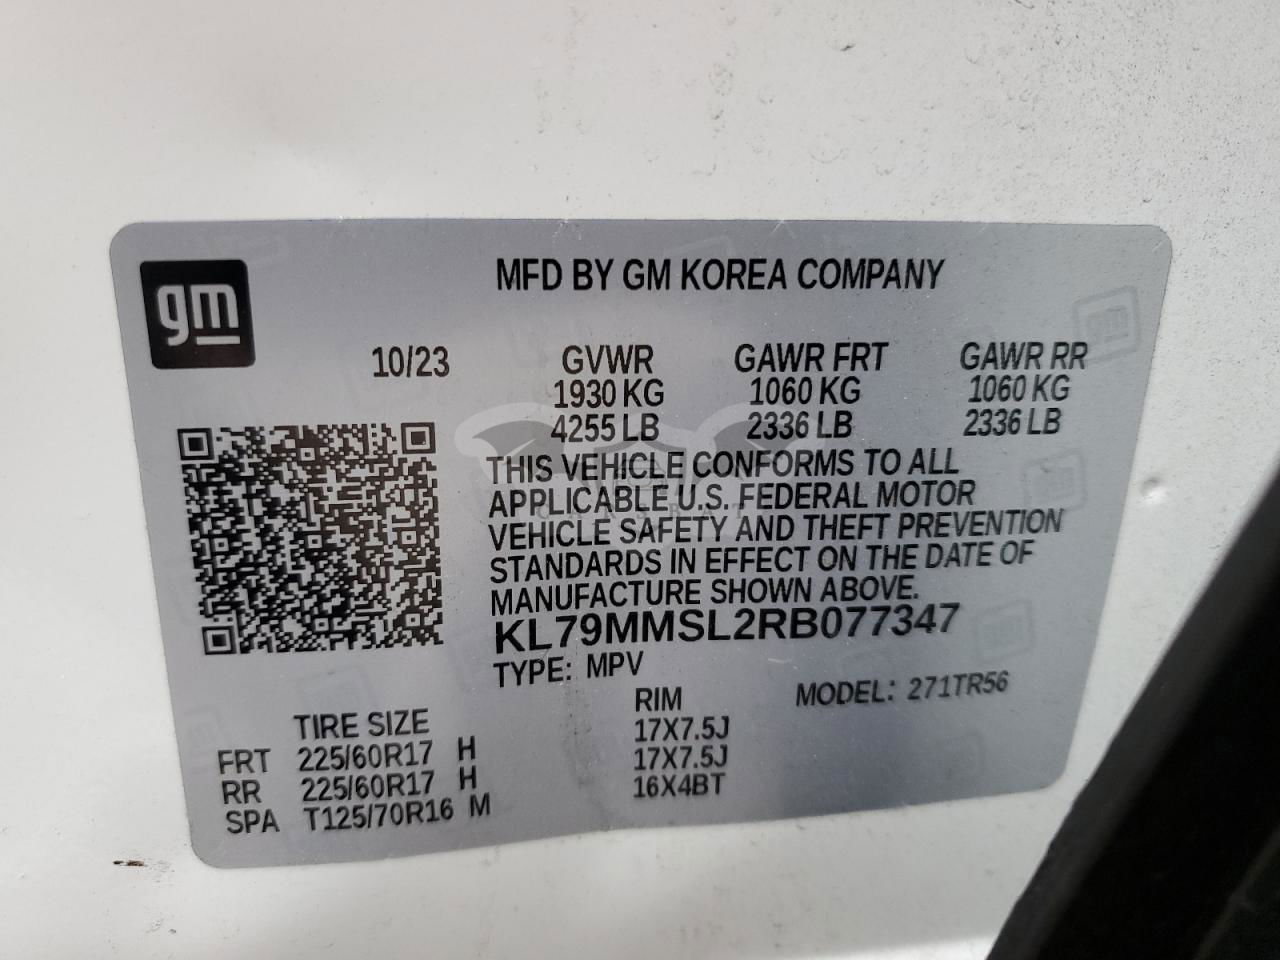 gm
MFD BY GM KOREA COMPANY
10/23 GVWR GAWR FRT GAWR RR
1930 KG 1060 KG 1060 KG
4255 LB 2336 LB 2336 LB
THIS VEHICLE CONFORMS TO ALL
APPLICABLE U.S. FEDERAL MOTOR
VEHICLE SAFETY AND THEFT PREVENTION
STANDARDS IN EFFECT ON THE DATE OF
MANUFACTURE SHOWN ABOVE.
KL79MMSL2RB077347
TYPE: MPV
MODEL: 271TR56
TIRE SIZE RIM
FRT 225/60R17 H 17X7.5J
RR 225/60R17 H 17X7.5J
SPA T125/70R16 M 16X4BT